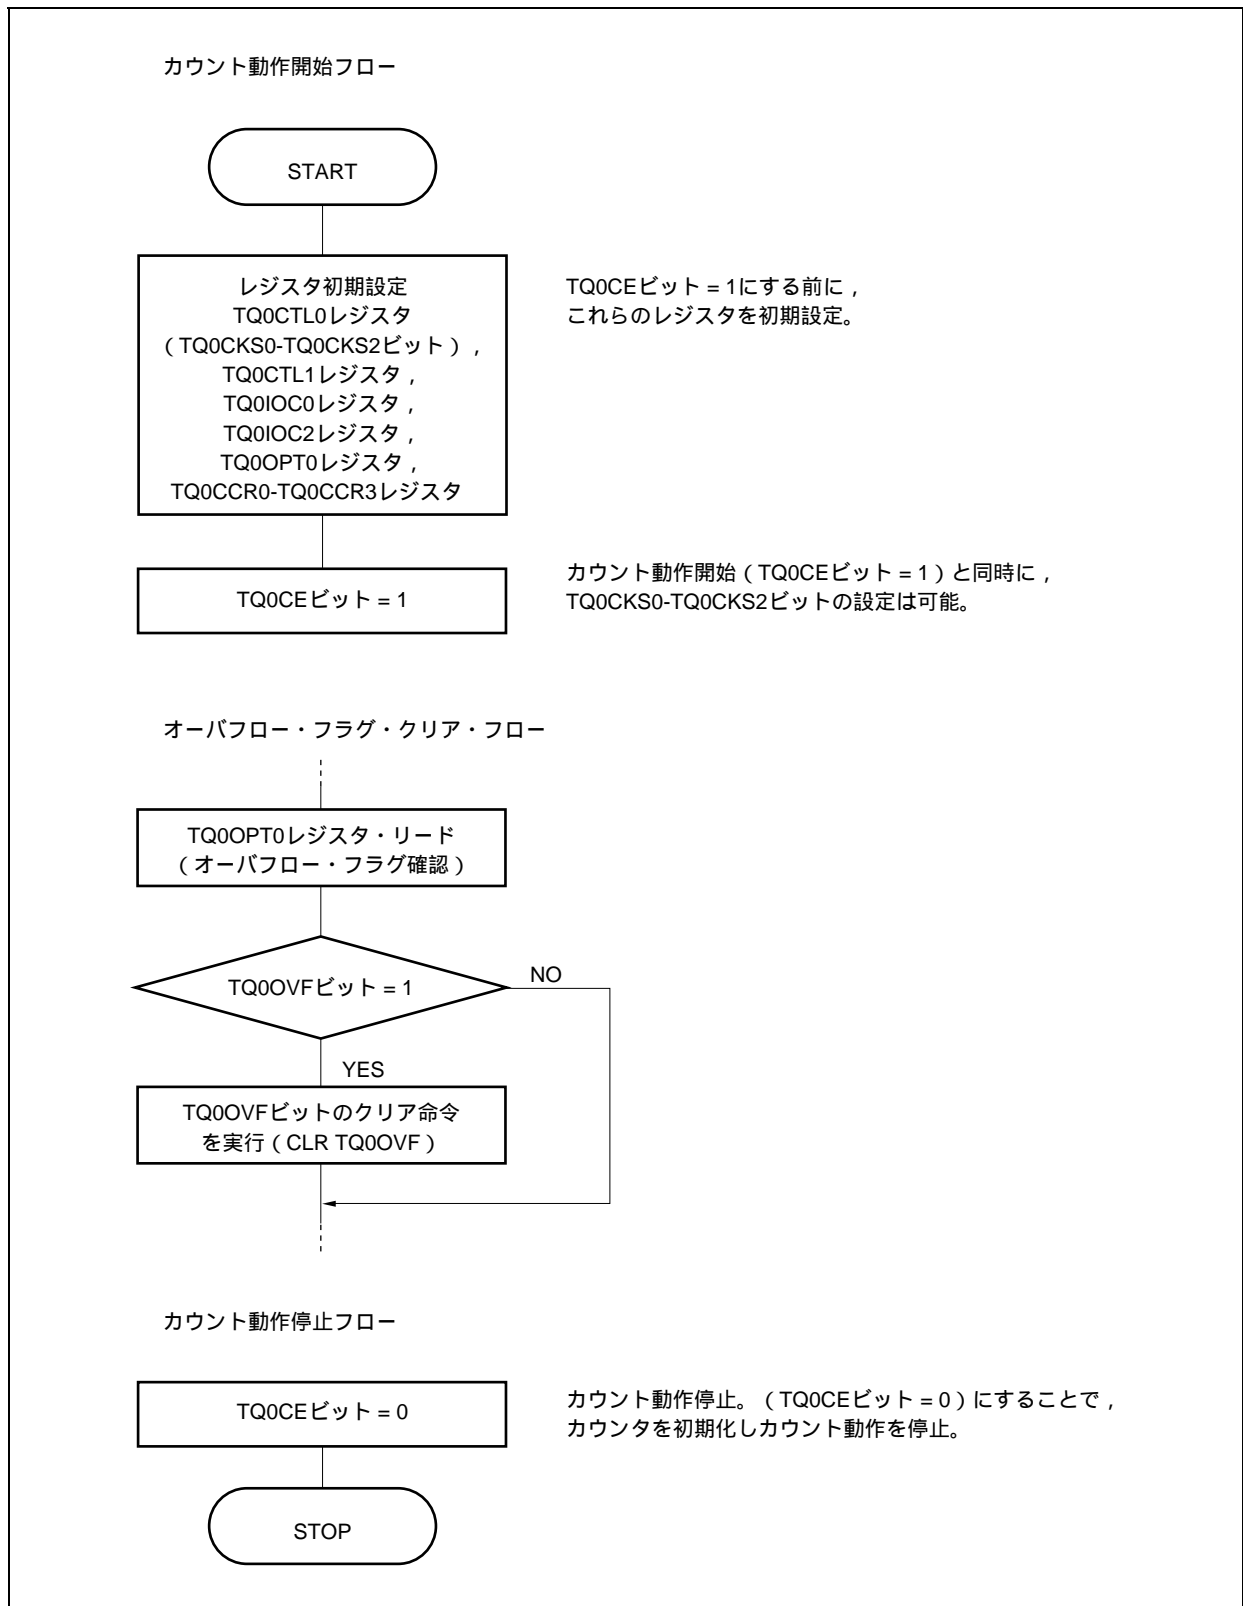 カウント動作開始フロー
START
レジスタ初期設定
TQ0CTL0レジスタ
（TQ0CKS0-TQ0CKS2ビット），
TQ0CTL1レジスタ，
TQ0IOC0レジスタ，
TQ0IOC2レジスタ，
TQ0OPT0レジスタ，
TQ0CCR0-TQ0CCR3レジスタ
TQ0CEビット = 1にする前に，
これらのレジスタを初期設定。
TQ0CEビット = 1
カウント動作開始（TQ0CEビット = 1）と同時に，
TQ0CKS0-TQ0CKS2ビットの設定は可能。
オーバフロー・フラグ・クリア・フロー
TQ0OPT0レジスタ・リード
（オーバフロー・フラグ確認）
TQ0OVFビット = 1
NO
YES
TQ0OVFビットのクリア命令
を実行（CLR TQ0OVF）
カウント動作停止フロー
TQ0CEビット = 0
カウント動作停止。（TQ0CEビット = 0）にすることで，
カウンタを初期化しカウント動作を停止。
STOP